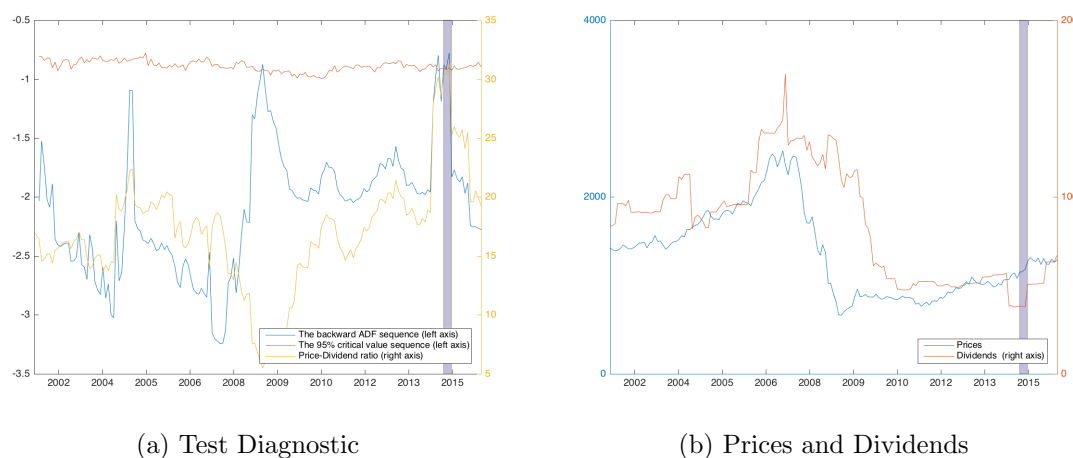 -0.5
-1
-1.5
-2
-2.5
-3
-3.5
35
30
25
20
15
10
5
The backward ADF sequence (left axis)
The 95% critical value sequence (left axis)
Price-Dividend ratio (right axis)
2002 2004 2005 2006 2008 2009 2010 2012 2013 2015
(a) Test Diagnostic
4000
3000
2000
1000
0
0
Prices
Dividends (right axis)
2002 2004 2005 2006 2008 2009 2010 2012 2013 2015
(b) Prices and Dividends